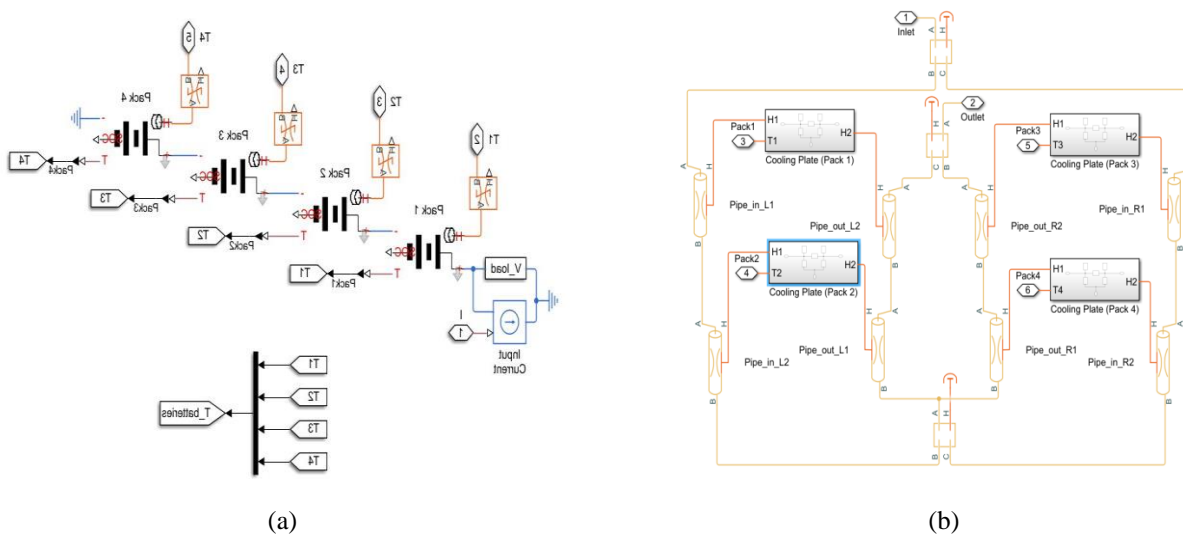 5
T4
4
T3
3
T2
2
T1
Pack 4
SOC
H
-
T
Pack4
T4
Pack 3
SOC
H
-
T
Pack3
T3
Pack 2
SOC
H
-
T
Pack2
T2
Pack 1
SOC
H
-
T
Pack1
T1
V_load
I
1
Input
Current
T1
T2
T3
T4
T_batteries
(a)
1
Inlet
A
H
B
C
2
Outlet
H
A
C
B
Pack1
3
H1
T1
H2
Cooling Plate (Pack 1)
Pack3
5
H1
T3
H2
Cooling Plate (Pack 3)
A
H
B
Pipe_in_L1
A
H
B
Pipe_out_L2
A
H
B
Pipe_out_R2
A
H
B
Pipe_in_R1
Pack2
4
H1
T2
H2
Cooling Plate (Pack 2)
Pack4
6
H1
T4
H2
Cooling Plate (Pack 4)
A
H
B
Pipe_in_L2
A
H
B
Pipe_out_L1
A
H
B
Pipe_out_R1
A
H
B
Pipe_in_R2
A
H
B
C
(b)